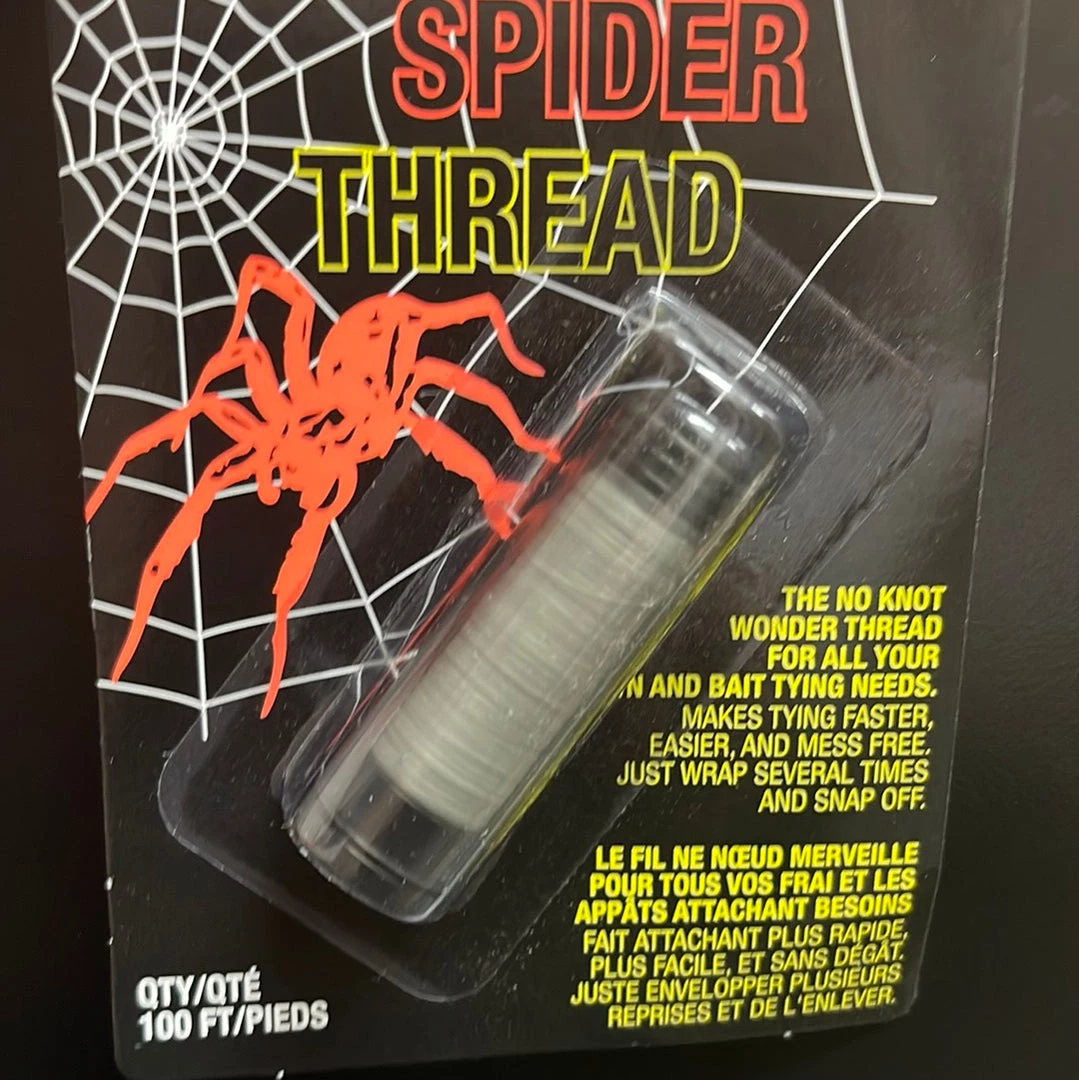 SPIDER
THREAD
THE NO KNOT
WONDER THREAD
FOR ALL YOUR
AND BAIT TYING NEEDS.
MAKES TYING FASTER,
EASIER, AND MESS FREE.
JUST WRAP SEVERAL TIMES
AND SNAP OFF.
LE FIL NE NŒUD MERVEILLE
POUR TOUS VOS FRAI ET LES
APPÂTS ATTACHANT BESOINS
FAIT ATTACHANT PLUS RAPIDE,
PLUS FACILE, ET SANS DÉGÂT.
JUSTE ENVELOPPER PLUSIEURS
REPRISES ET DE L'ENLEVER.
QTY/QTÉ
100 FT/PIEDS